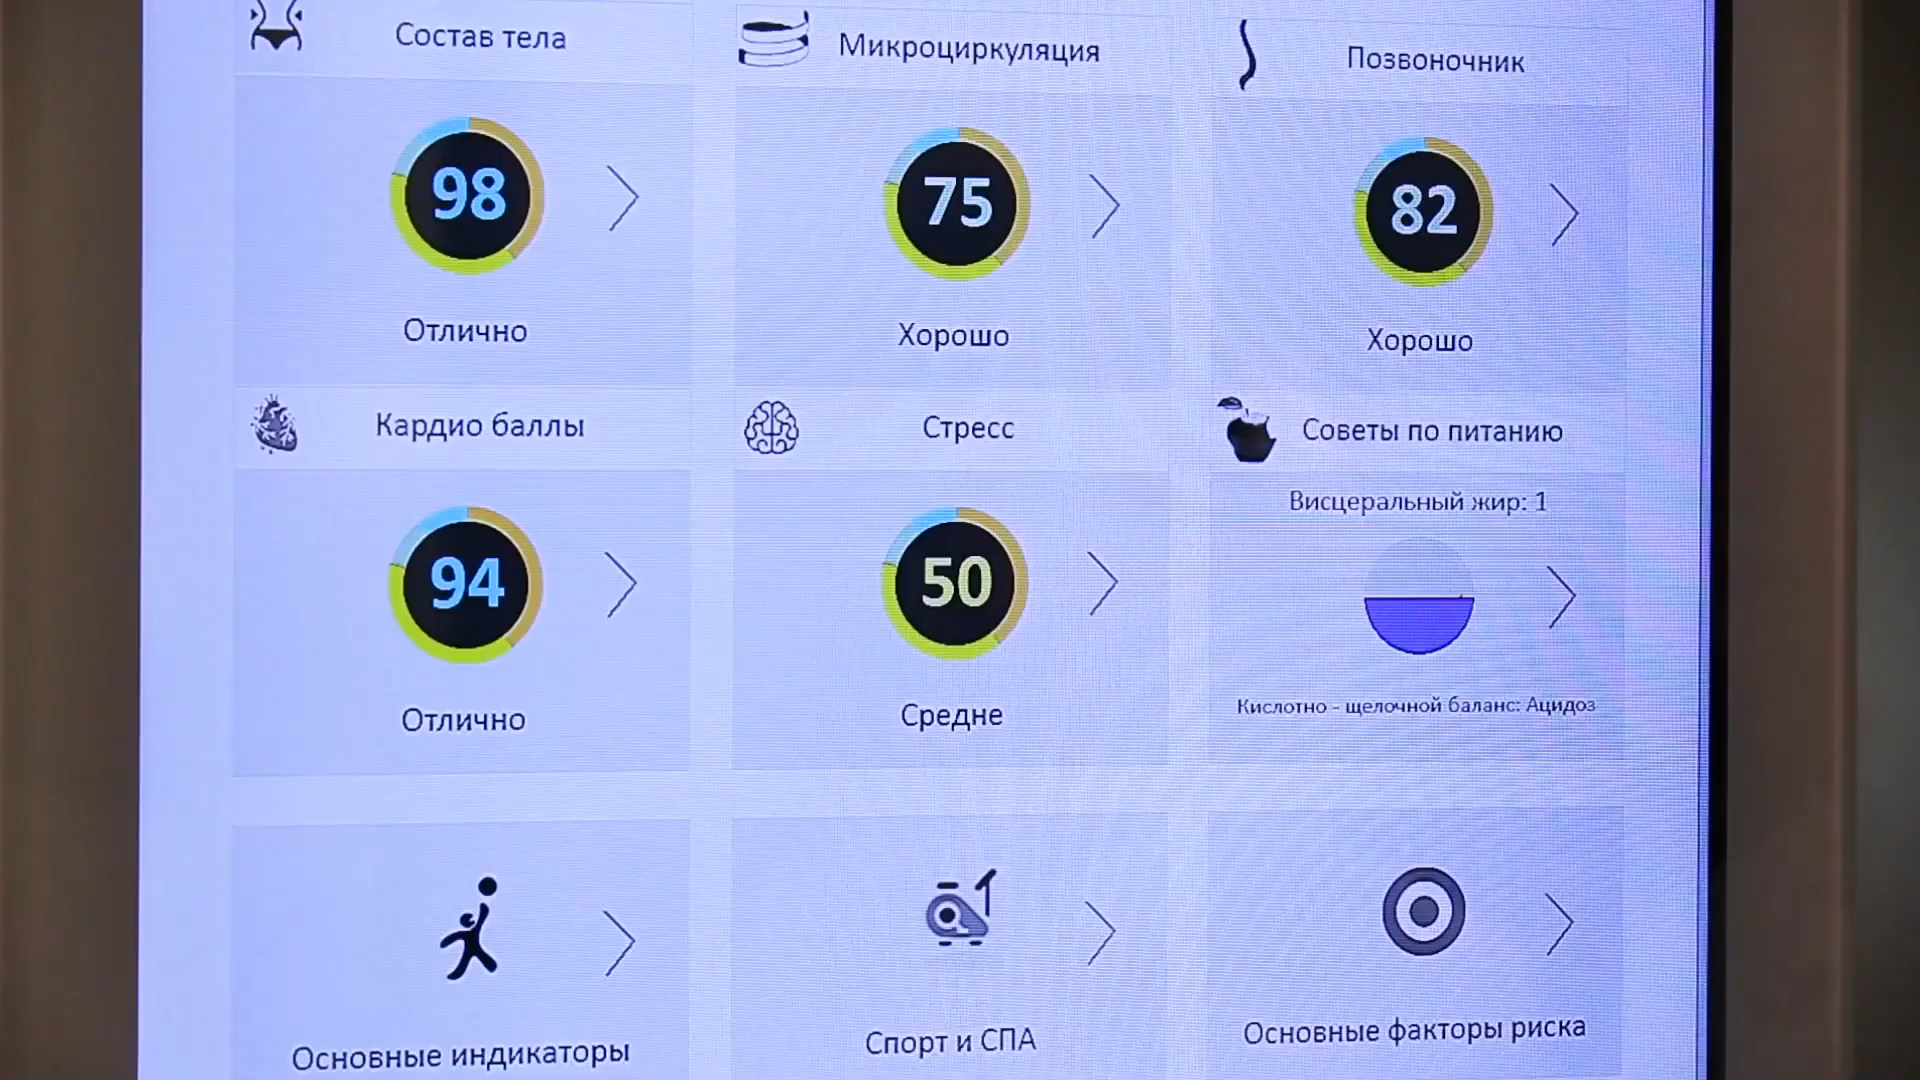 Состав тела
Микроциркуляция
Позвоночник
98
75
82
Отлично
Хорошо
Хорошо
Кардио баллы
Стресс
Советы по питанию
Висцеральный жир: 1
94
50
Кислотно - щелочной баланс: Ацидоз
Отлично
Средне
Основные индикаторы
Спорт и СПА
Основные факторы риска